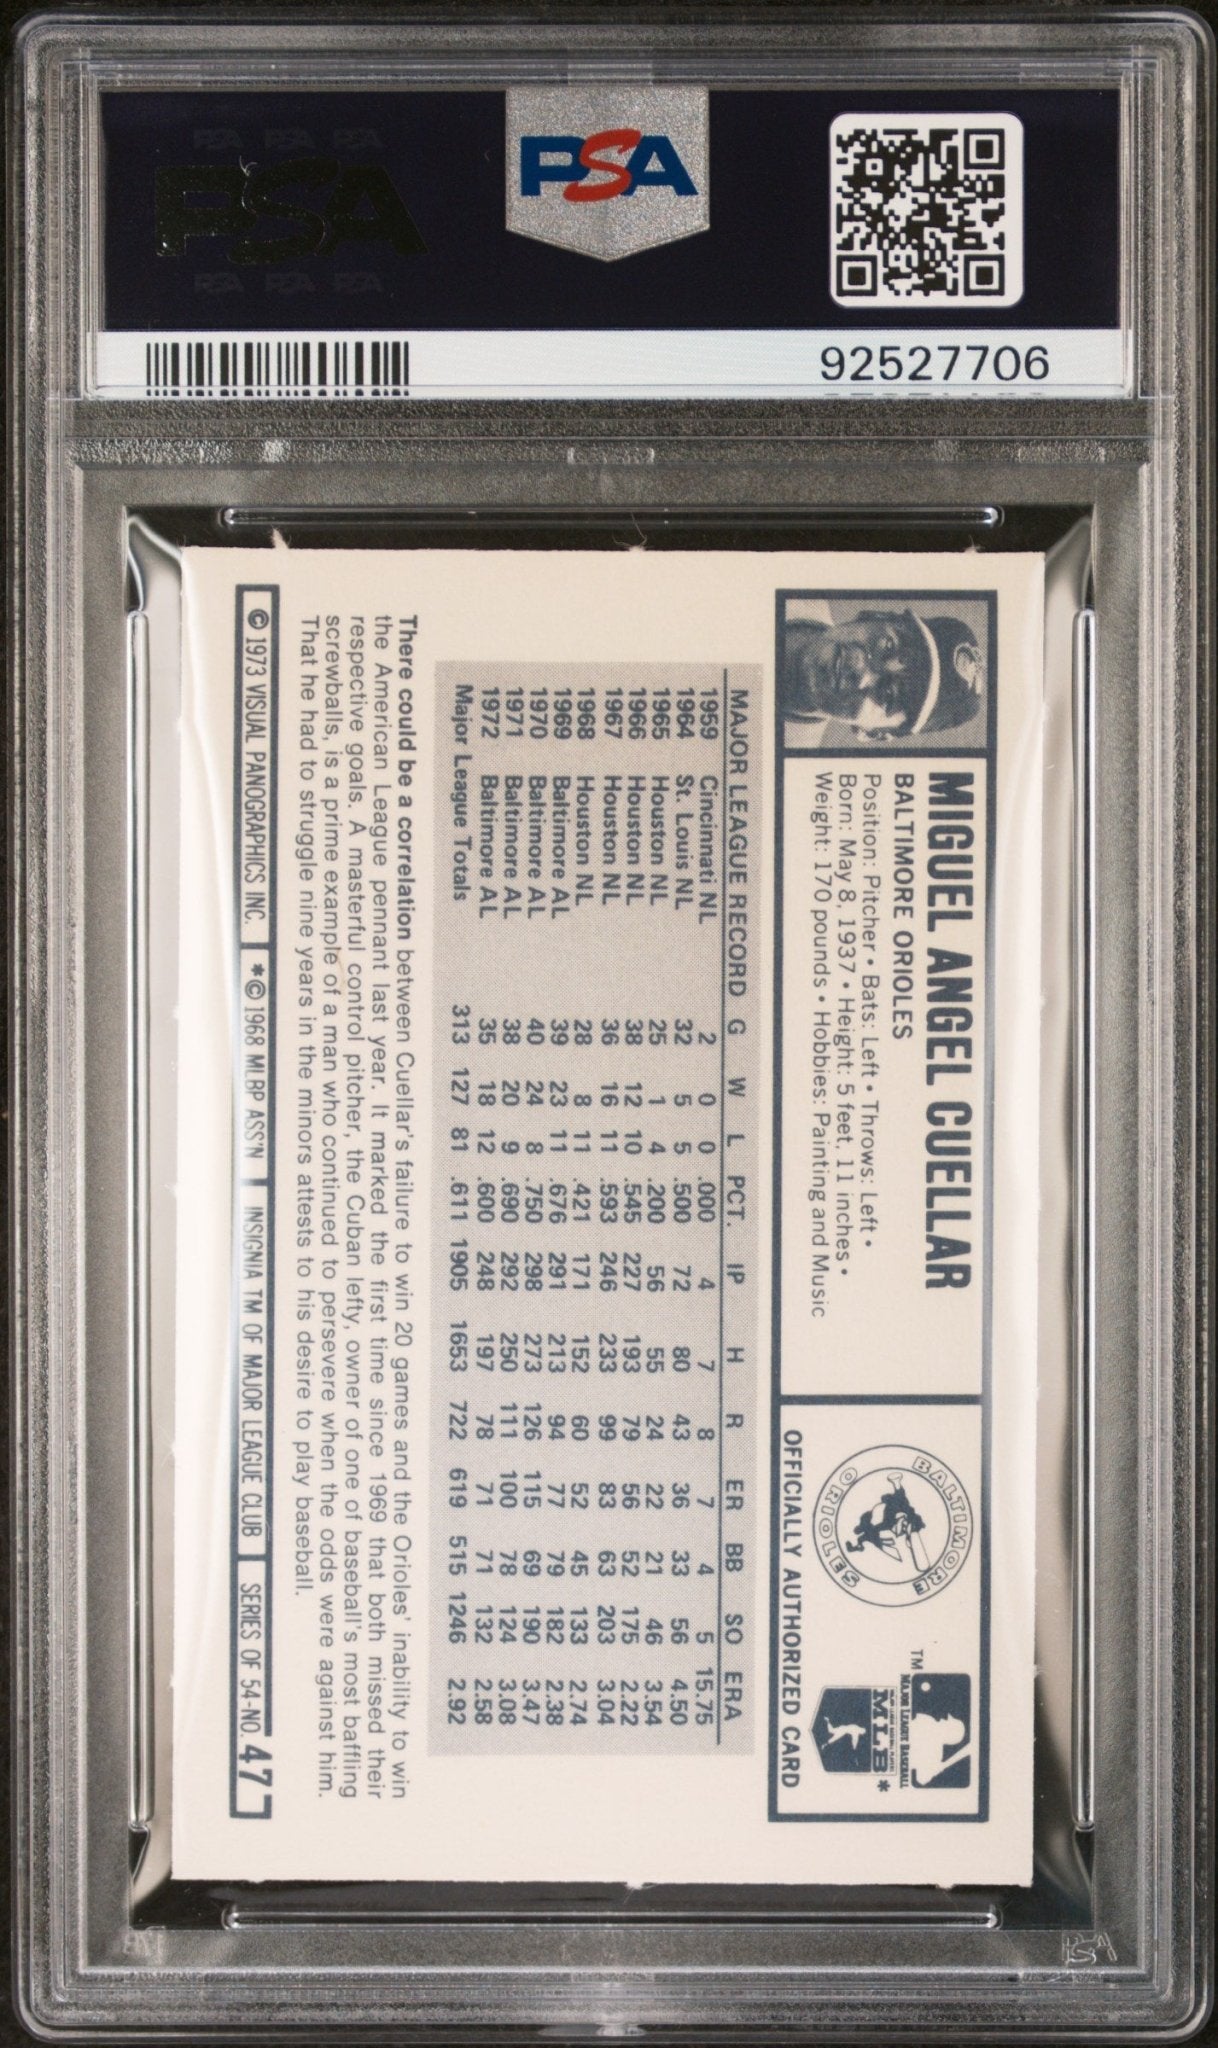 PSA PSA PSA
PSA
PSA PSA PSA
PSA
92527706
MIGUEL ANGEL CUELLAR
BALTIMORE ORIOLES
Position: Pitcher • Bats: Left • Throws: Left •
Born: May 8, 1937 • Height: 5 feet, 11 inches •
Weight: 170 pounds • Hobbies: Painting and Music
BALTIMORE
ORIOLES
TM
MAJOR LEAGUE BASEBALL
MLB *
OFFICIALLY AUTHORIZED CARD
MAJOR LEAGUE RECORD G W L PCT. IP H R ER BB SO ERA
1959 Cincinnati NL 2 0 0 .000 4 7 8 7 4 5 15.75
1964 St. Louis NL 32 5 5 .500 72 80 43 36 33 56 4.50
1965 Houston NL 25 1 4 .200 56 55 24 22 21 46 3.54
1966 Houston NL 38 12 10 .545 227 193 79 56 52 175 2.22
1967 Houston NL 36 16 11 .593 246 233 99 83 63 203 3.04
1968 Houston NL 28 8 11 .421 171 152 60 52 45 133 2.74
1969 Baltimore AL 39 23 11 .676 291 213 94 77 79 182 2.38
1970 Baltimore AL 40 24 8 .750 298 273 126 115 69 190 3.47
1971 Baltimore AL 38 20 9 .690 292 250 111 100 78 124 3.08
1972 Baltimore AL 35 18 12 .600 248 197 78 71 71 132 2.58
Major League Totals 313 127 81 .611 1905 1653 722 619 515 1246 2.92
There could be a correlation between Cuellar's failure to win 20 games and the Orioles' inability to win
the American League pennant last year. It marked the first time since 1969 that both missed their
respective goals. A masterful control pitcher, the Cuban lefty, owner of one of baseball's most baffling
screwballs, is a prime example of a man who continued to persevere when the odds were against him.
That he had to struggle nine years in the minors attests to his desire to play baseball.
© 1973 VISUAL PANOGRAPHICS INC. *© 1968 MLBP ASS'N INSIGNIA TM OF MAJOR LEAGUE CLUB SERIES OF 54-NO. 47
PSA